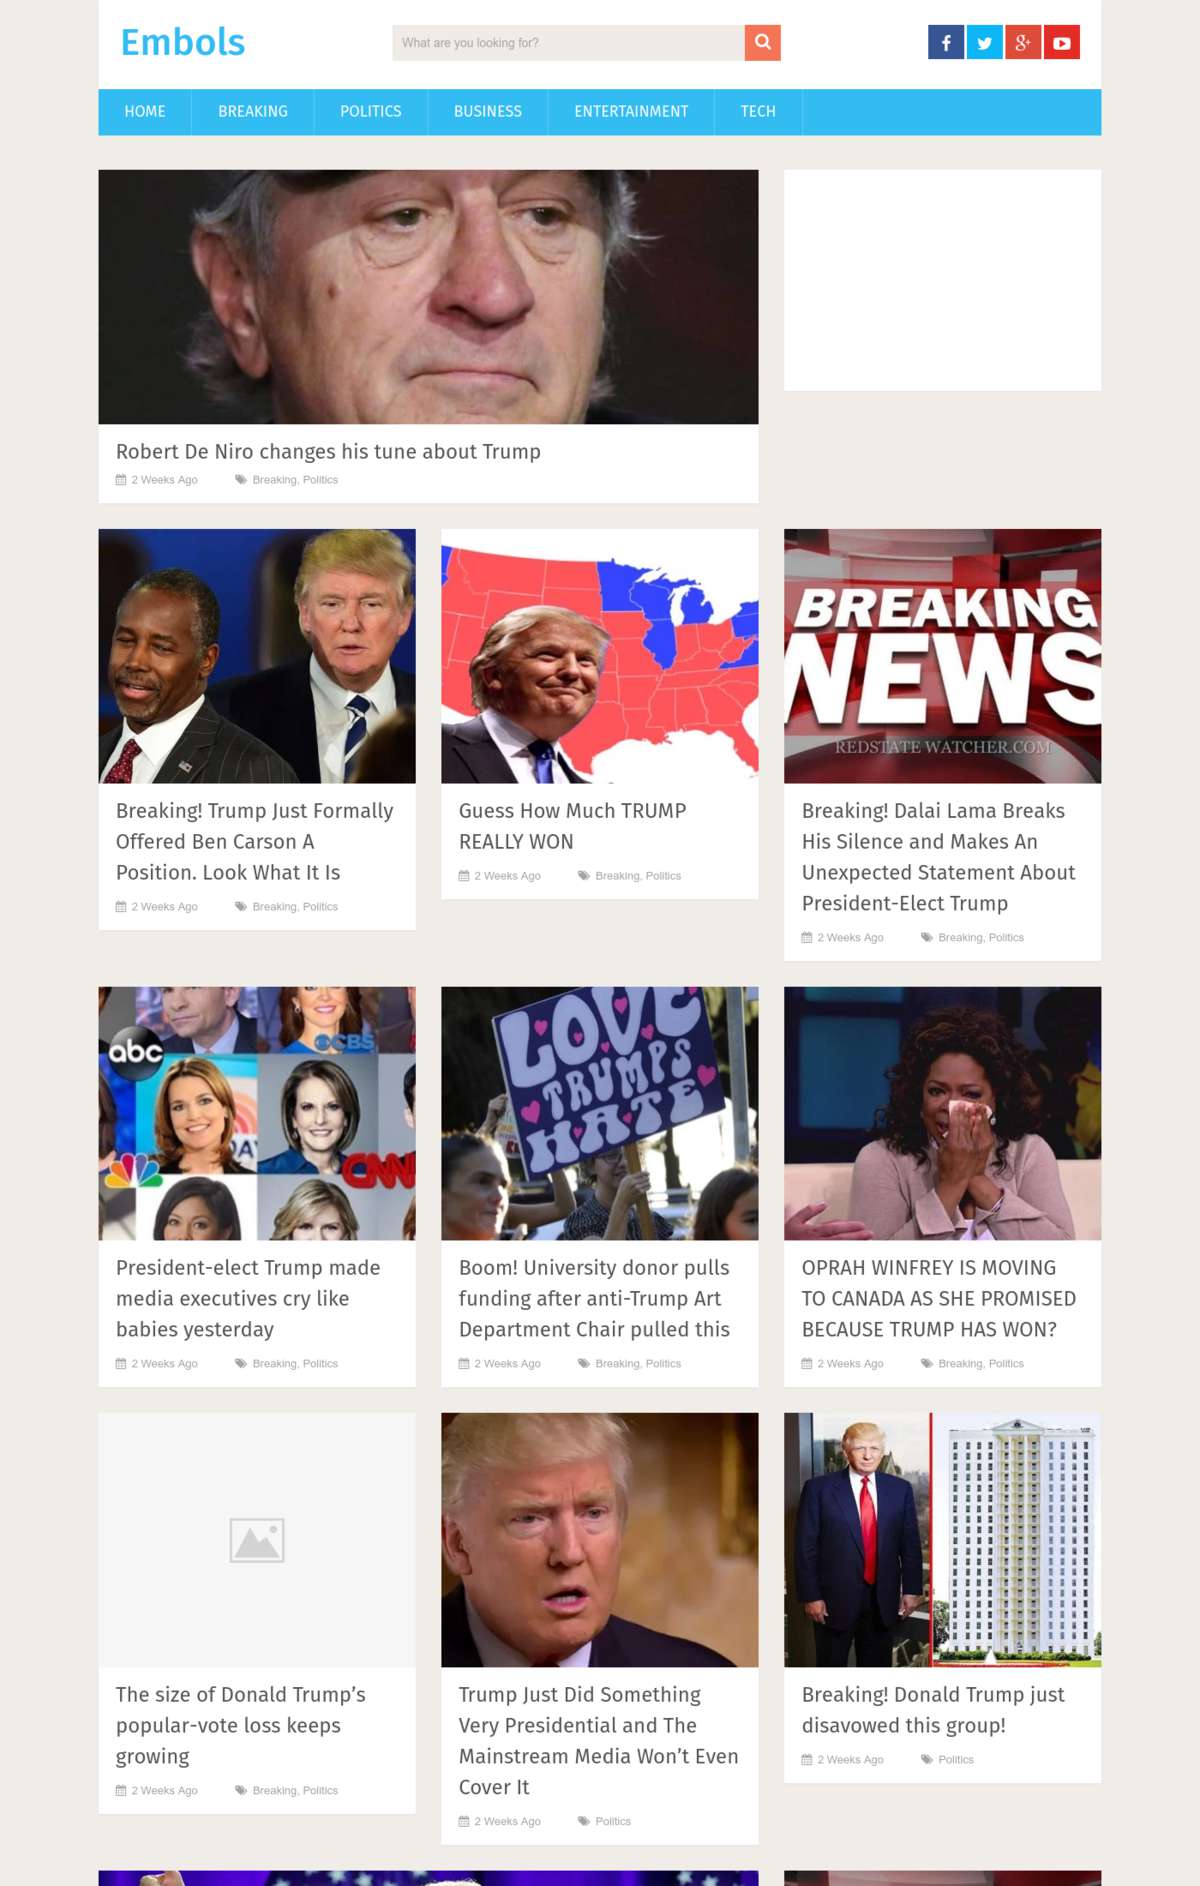 Embols
What are you looking for?
HOME
BREAKING
POLITICS
BUSINESS
ENTERTAINMENT
TECH
Robert De Niro changes his tune about Trump
2 Weeks Ago
Breaking, Politics
BREAKING
NEWS
REDSTATE WATCHER.COM
Breaking! Trump Just Formally
Offered Ben Carson A
Position. Look What It Is
2 Weeks Ago
Breaking, Politics
Guess How Much TRUMP
REALLY WON
2 Weeks Ago
Breaking, Politics
Breaking! Dalai Lama Breaks
His Silence and Makes An
Unexpected Statement About
President-Elect Trump
2 Weeks Ago
Breaking, Politics
abc
CBS
CNN
LOVE
TRUMPS
HATE
President-elect Trump made
media executives cry like
babies yesterday
2 Weeks Ago
Breaking, Politics
Boom! University donor pulls
funding after anti-Trump Art
Department Chair pulled this
2 Weeks Ago
Breaking, Politics
OPRAH WINFREY IS MOVING
TO CANADA AS SHE PROMISED
BECAUSE TRUMP HAS WON?
2 Weeks Ago
Breaking, Politics
The size of Donald Trump’s
popular-vote loss keeps
growing
2 Weeks Ago
Breaking, Politics
Trump Just Did Something
Very Presidential and The
Mainstream Media Won’t Even
Cover It
2 Weeks Ago
Politics
Breaking! Donald Trump just
disavowed this group!
2 Weeks Ago
Politics